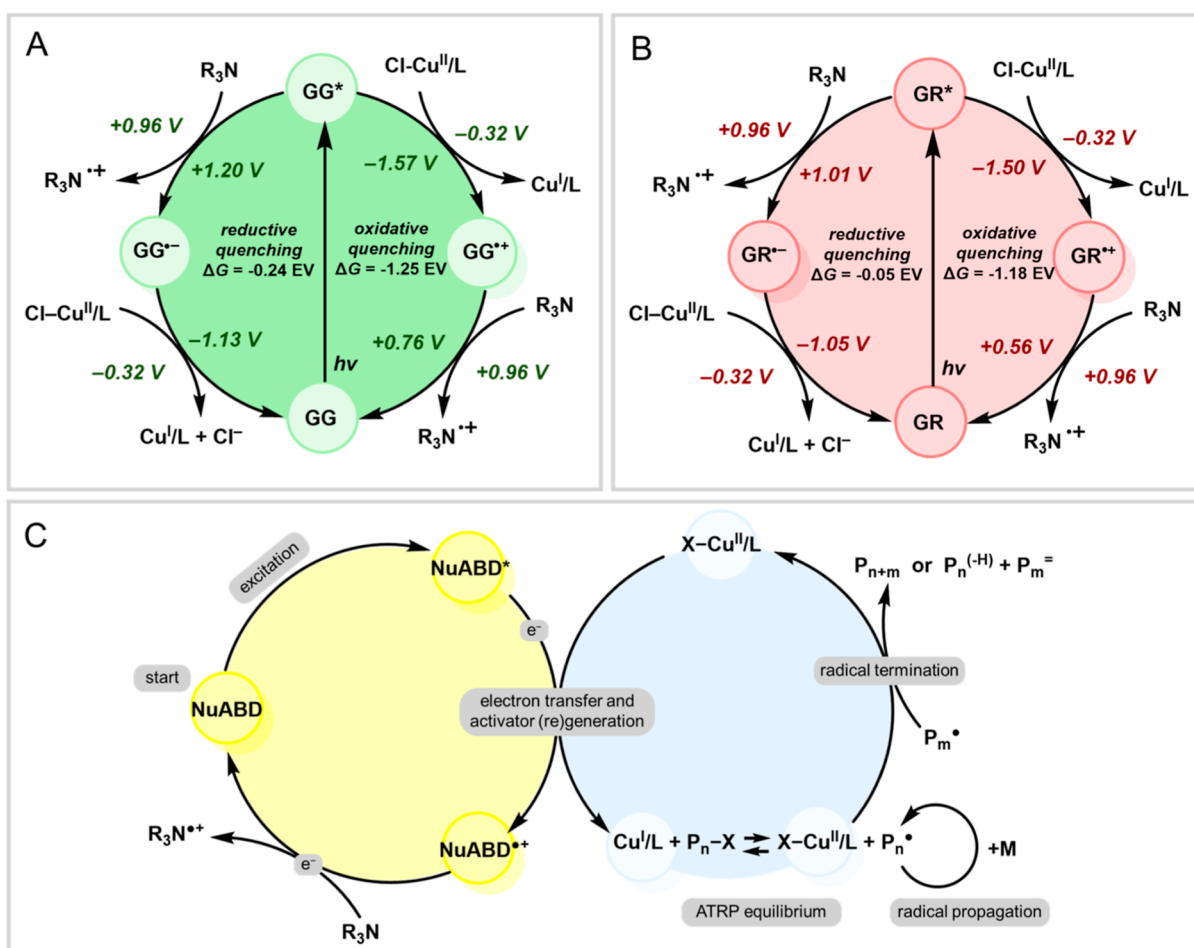 A
R₃N
GG*
Cl-Cuᴵᴵ/L
+0.96 V
–0.32 V
+1.20 V
–1.57 V
R₃N•+
Cuᴵ/L
GG•–
reductive
quenching
ΔG = -0.24 EV
oxidative
quenching
ΔG = -1.25 EV
GG•+
Cl–Cuᴵᴵ/L
R₃N
–1.13 V
+0.76 V
–0.32 V
hν
+0.96 V
GG
Cuᴵ/L + Cl⁻
R₃N•+
B
R₃N
GR*
Cl-Cuᴵᴵ/L
+0.96 V
–0.32 V
+1.01 V
–1.50 V
R₃N•+
Cuᴵ/L
GR•–
reductive
quenching
ΔG = -0.05 EV
oxidative
quenching
ΔG = -1.18 EV
GR•+
Cl–Cuᴵᴵ/L
R₃N
–1.05 V
+0.56 V
–0.32 V
hν
+0.96 V
GR
Cuᴵ/L + Cl⁻
R₃N•+
C
excitation
NuABD*
e⁻
start
NuABD
electron transfer and
activator (re)generation
R₃N•+
e⁻
NuABD•+
R₃N
X–Cuᴵᴵ/L
Pₙ₊ₘ or Pₙ⁽⁻ᴴ⁾ + Pₘ⁼
radical termination
Pₘ•
Cuᴵ/L + Pₙ–X ⇌ X–Cuᴵᴵ/L + Pₙ•
+M
ATRP equilibrium
radical propagation